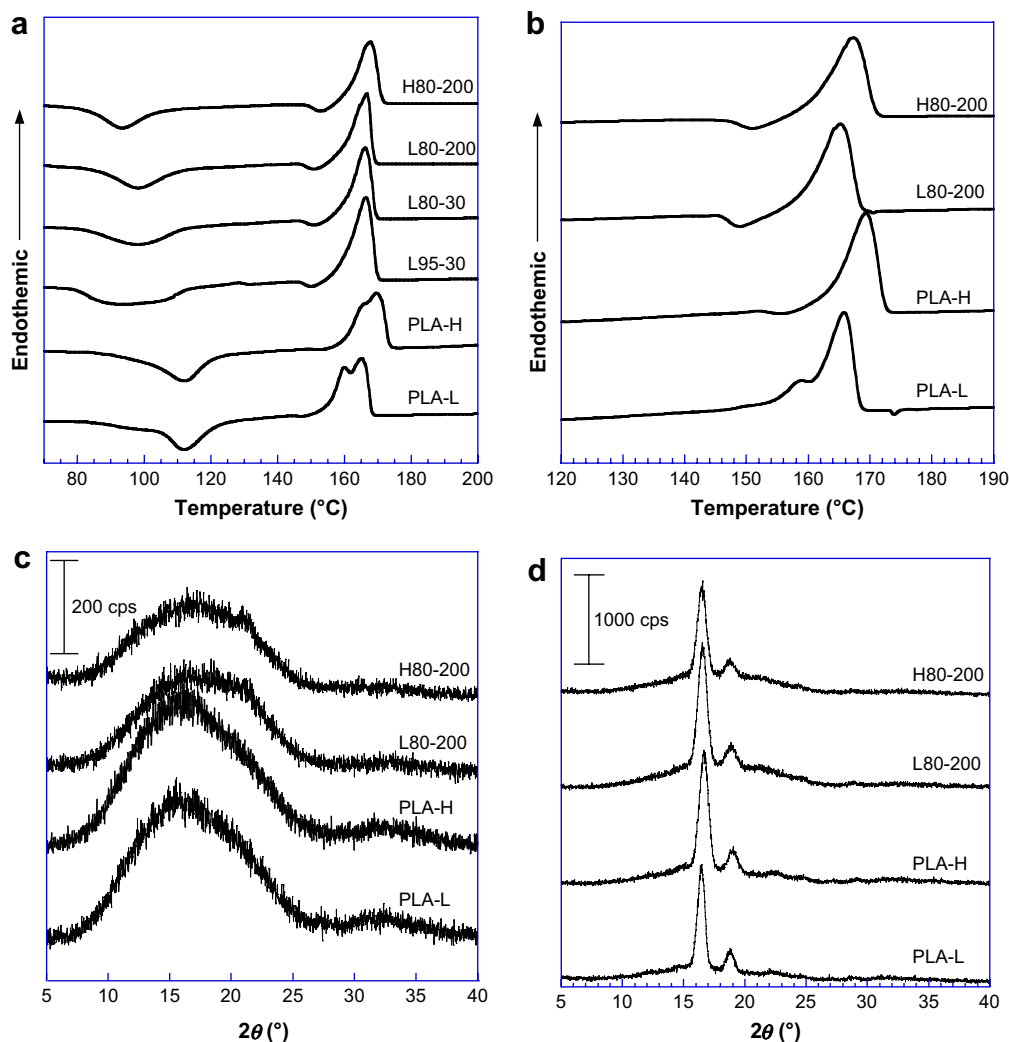 a
H80-200
L80-200
L80-30
L95-30
PLA-H
PLA-L
Endothemic
80 100 120 140 160 180 200
Temperature (°C)
b
H80-200
L80-200
PLA-H
PLA-L
Endothemic
120 130 140 150 160 170 180 190
Temperature (°C)
c
200 cps
H80-200
L80-200
PLA-H
PLA-L
5 10 15 20 25 30 35 40
2θ (°)
d
1000 cps
H80-200
L80-200
PLA-H
PLA-L
5 10 15 20 25 30 35 40
2θ (°)